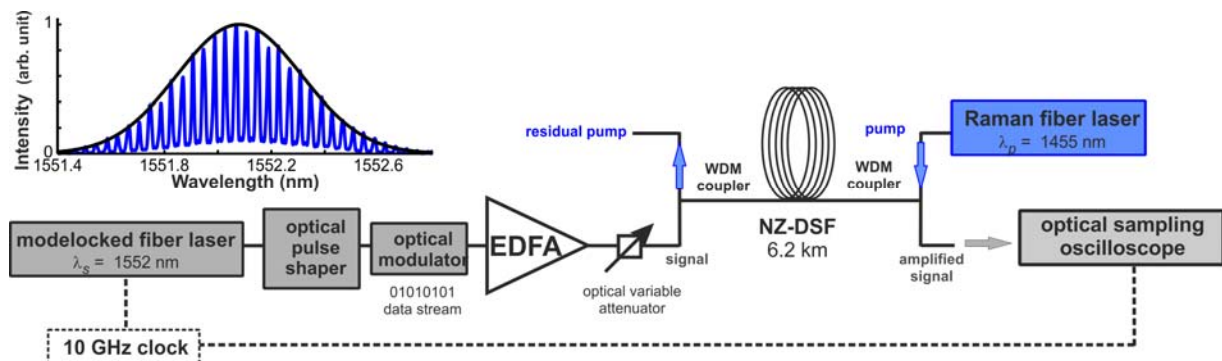 Intensity (arb. unit)
1
0
1551.4 1551.8 1552.2 1552.6
Wavelength (nm)
residual pump
pump
Raman fiber laser
λp = 1455 nm
WDM
coupler
WDM
coupler
modelocked fiber laser
λs = 1552 nm
optical
pulse
shaper
optical
modulator
01010101
data stream
EDFA
optical variable
attenuator
signal
NZ-DSF
6.2 km
amplified
signal
optical sampling
oscilloscope
10 GHz clock